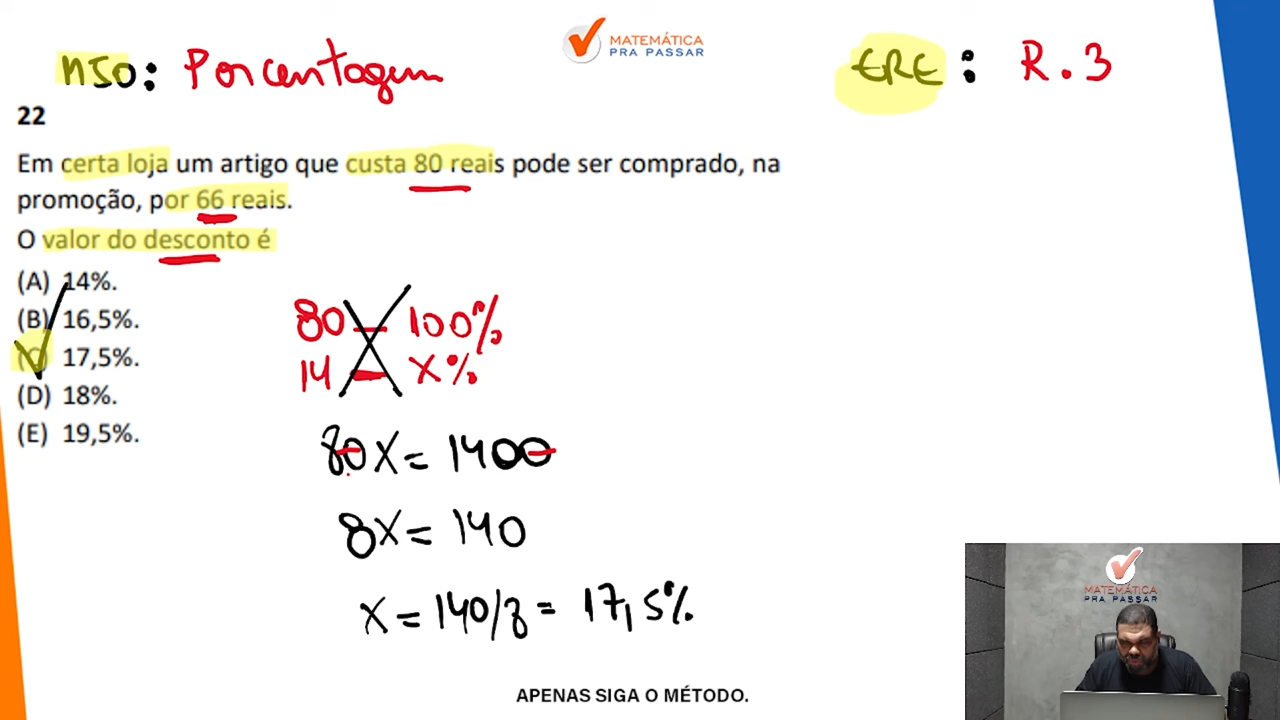 MATEMÁTICA
PRA PASSAR
NSO: Porcentagem
ERE: R.3
22
Em certa loja um artigo que custa 80 reais pode ser comprado, na
promoção, por 66 reais.
O valor do desconto é
(A) 14%.
(B) 16,5%.
(C) 17,5%.
(D) 18%.
(E) 19,5%.
80 — 100%
14 — X%
80X = 1400
8X = 140
X = 140/8 = 17,5%
MATEMÁTICA
PRA PASSAR
APENAS SIGA O MÉTODO.